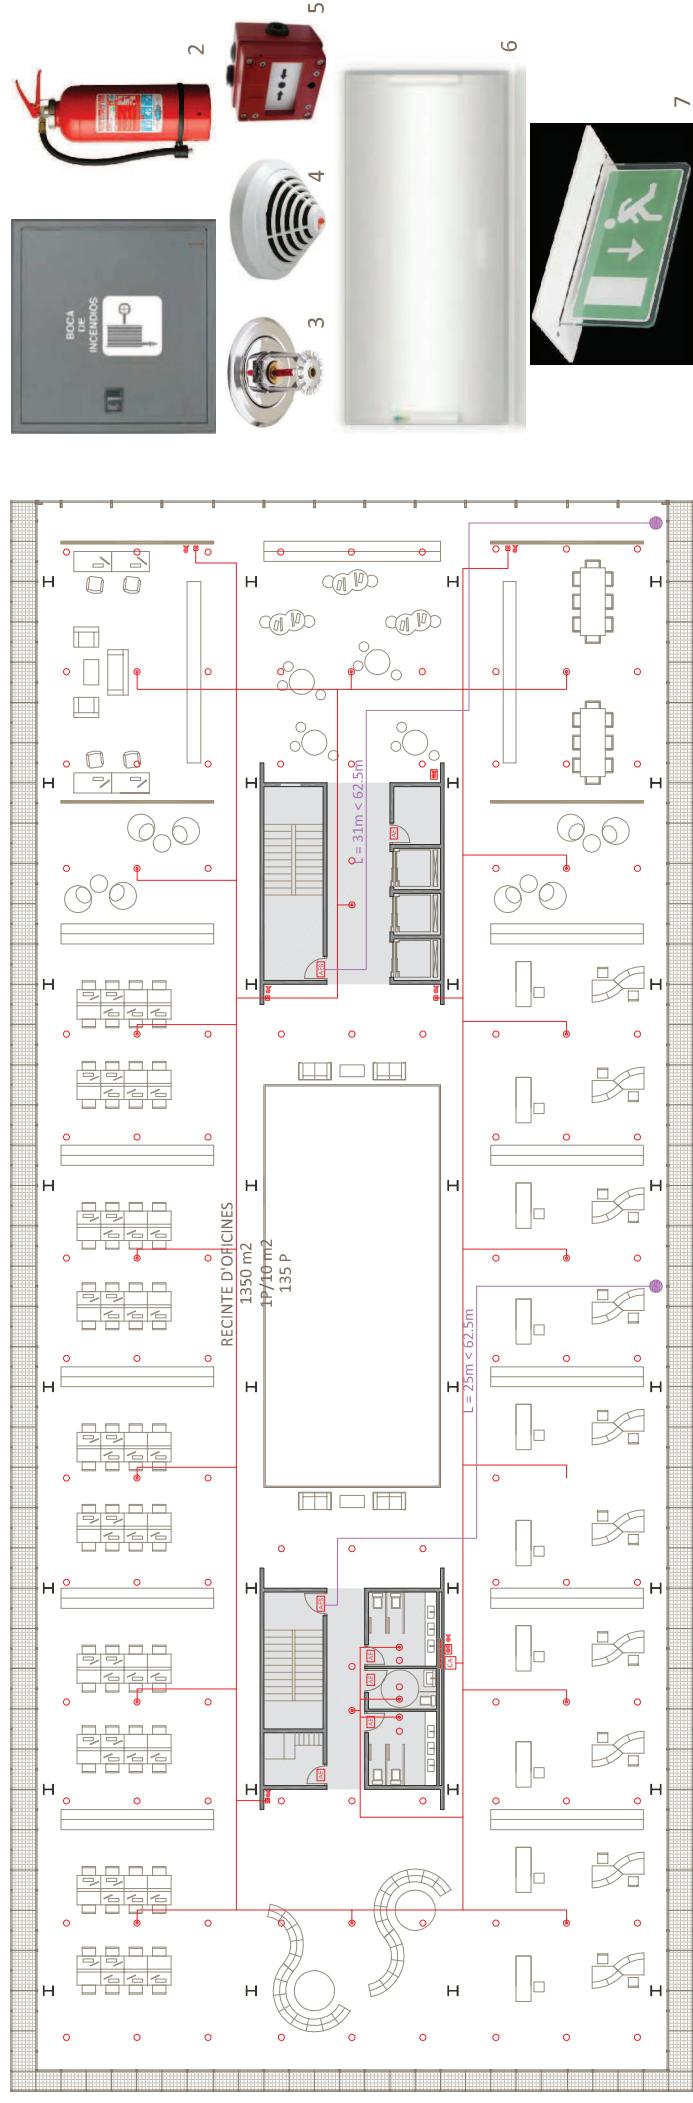 1
BOCA
DE
INCENDIOS
2
3
4
5
6
7
RECINTE D'OFICINES
1350 m2
1P/10 m2
135 P
L = 25m < 62.5m
L = 31m < 62.5m